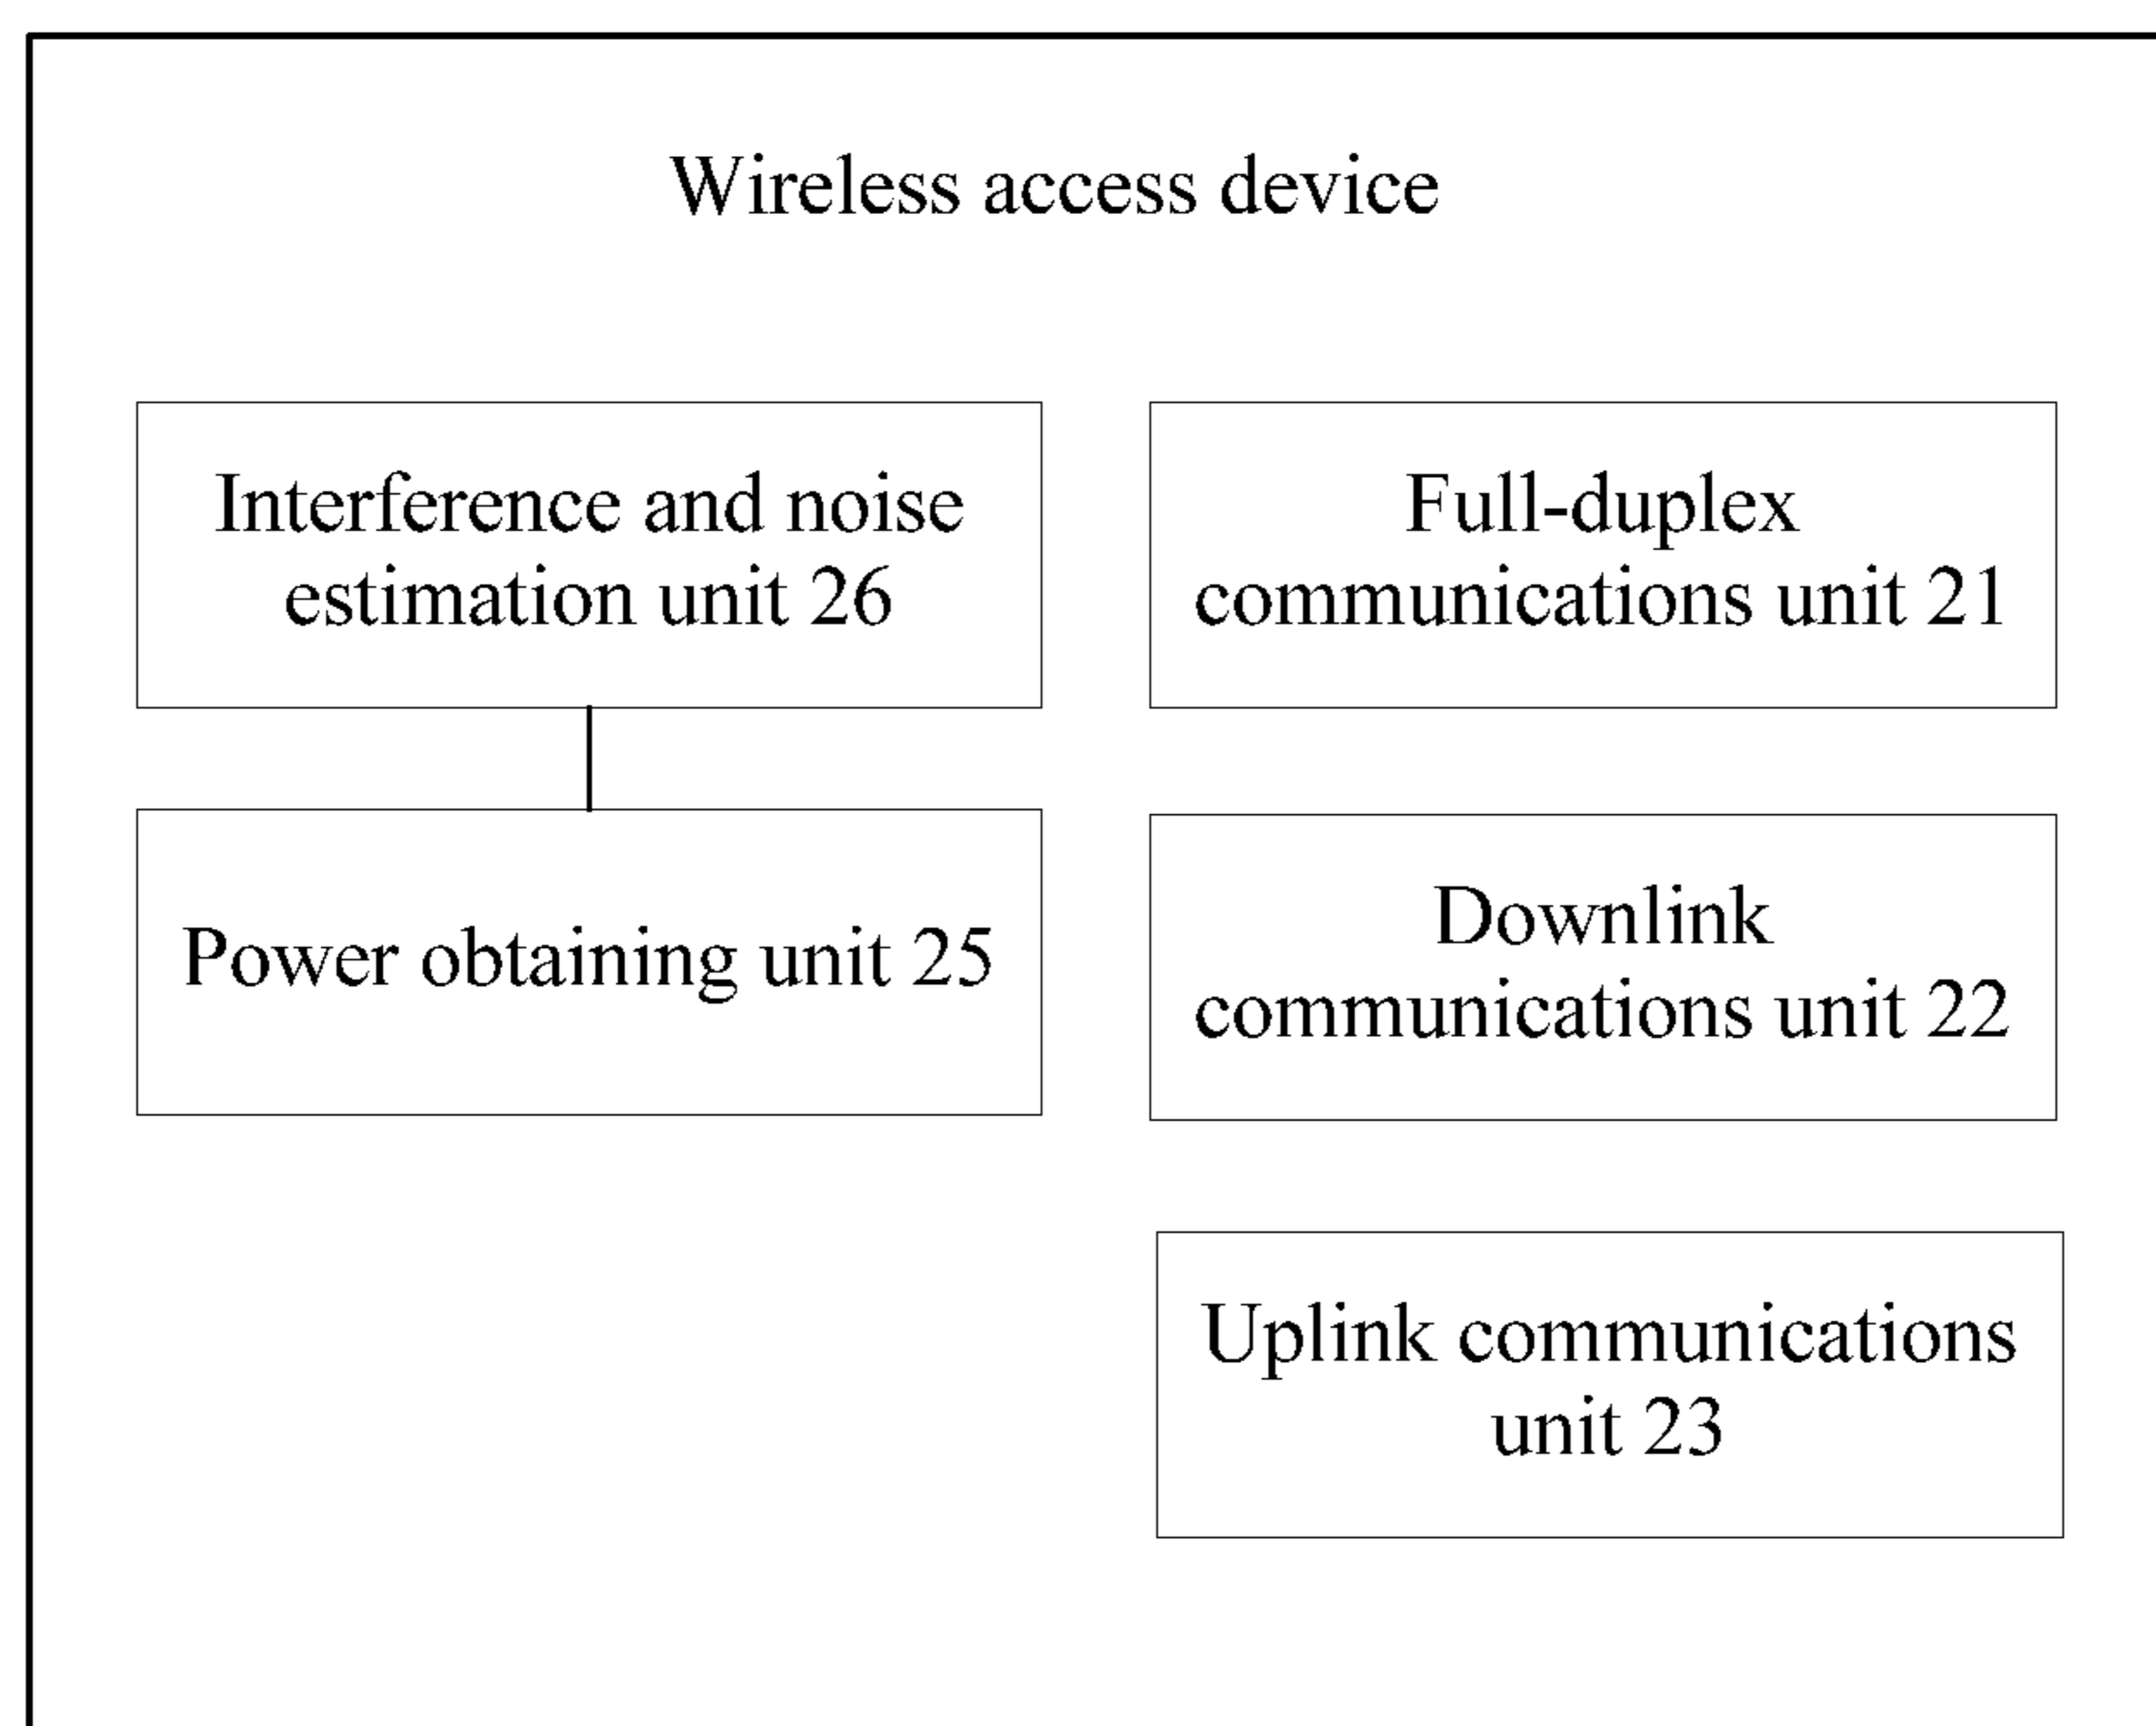 Wireless access device
Interference and noise
estimation unit 26
Full-duplex
communications unit 21
Power obtaining unit 25
Downlink
communications unit 22
Uplink communications
unit 23